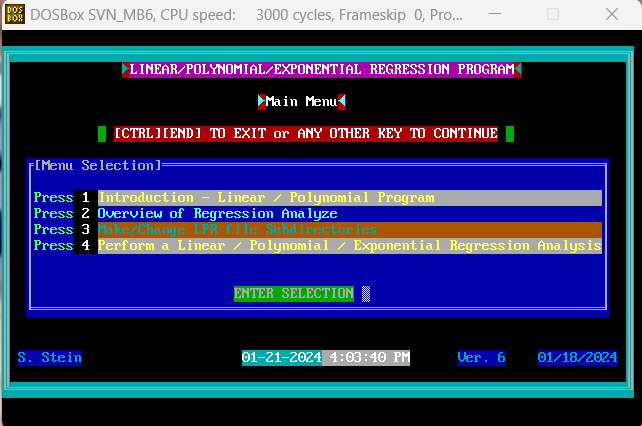 DOSBox SVN_MB6, CPU speed: 3000 cycles, Frameskip 0, Pro...
LINEAR/POLYNOMIAL/EXPONENTIAL REGRESSION PROGRAM
Main Menu
[CTRL][END] TO EXIT or ANY OTHER KEY TO CONTINUE
[Menu Selection]
Press 1 Introduction - Linear / Polynomial Program
Press 2 Overview of Regression Analyze
Press 3 Make/Change LPR file Subdirectories
Press 4 Perform a Linear / Polynomial / Exponential Regression Analysis
ENTER SELECTION
S. Stein 01-21-2024 4:03:40 PM Ver. 6 01/18/2024